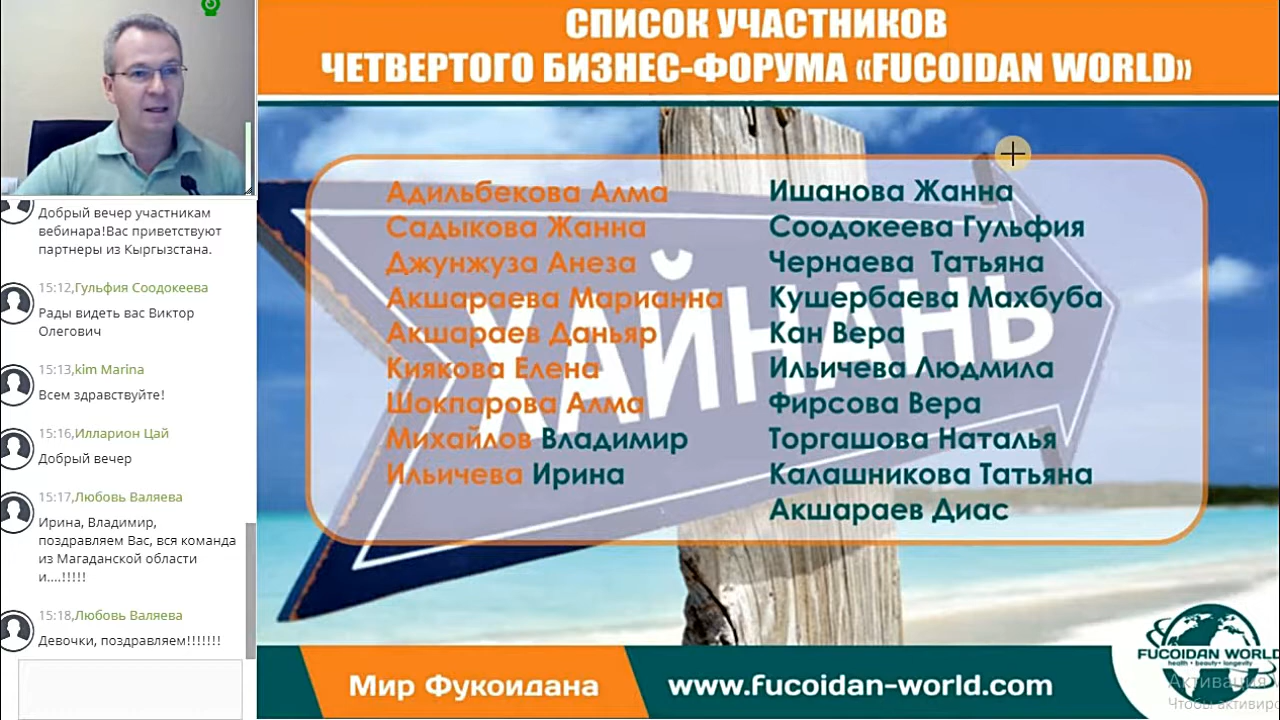 СПИСОК УЧАСТНИКОВ
ЧЕТВЕРТОГО БИЗНЕС-ФОРУМА «FUCOIDAN WORLD»
Добрый вечер участникам
вебинара!Вас приветствуют
партнеры из Кыргызстана.
15:12,Гульфия Соодокеева
Рады видеть вас Виктор
Олегович
15:13,kim Marina
Всем здравствуйте!
15:16,Илларион Цай
Добрый вечер
15:17,Любовь Валяева
Ирина, Владимир,
поздравляем Вас, вся команда
из Магаданской области
и....!!!!!
15:18,Любовь Валяева
Девочки, поздравляем!!!!!!!
Адильбекова Алма
Садыкова Жанна
Джунжуза Анеза
Акшараева Марианна
Акшараев Даньяр
Киякова Елена
Шокпарова Алма
Михайлов Владимир
Ильичева Ирина
Ишанова Жанна
Соодокеева Гульфия
Чернаева Татьяна
Кушербаева Махбуба
Кан Вера
Ильичева Людмила
Фирсова Вера
Торгашова Наталья
Калашникова Татьяна
Акшараев Диас
ХАЙНАНЬ
Мир Фукоидана
www.fucoidan-world.com
FUCOIDAN WORLD
health • beauty • longevity
Активация
Чтобы активиро